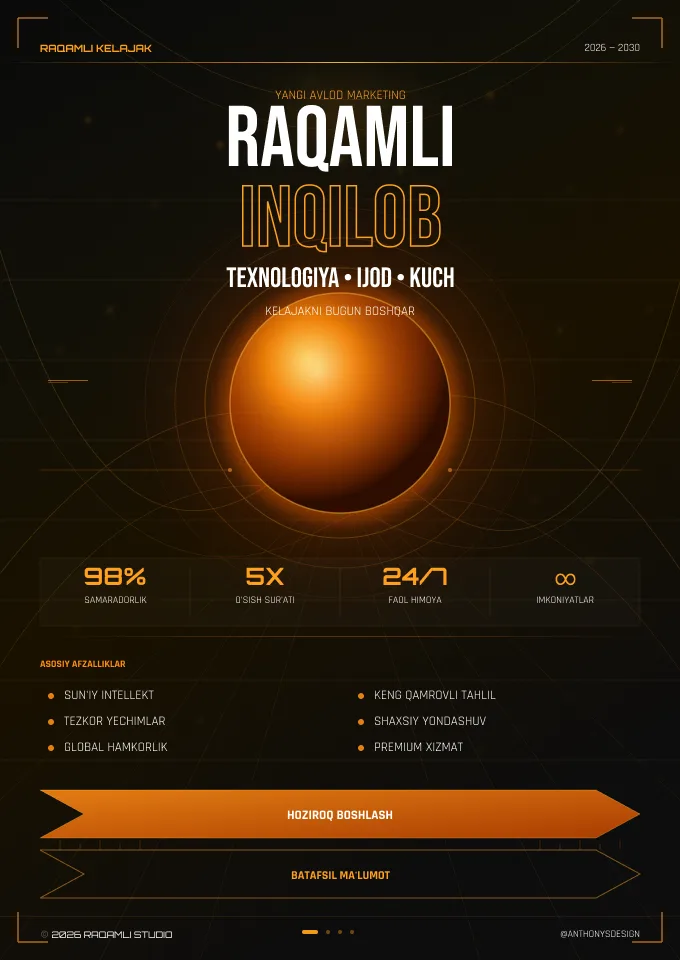 RAQAMLI KELAJAK
2026 — 2030
YANGI AVLOD MARKETING
RAQAMLI
INQILOB
TEXNOLOGIYA • IJOD • KUCH
KELAJAKNI BUGUN BOSHQAR
98%
SAMARADORLIK
5X
O'SISH SUR'ATI
24/7
FAOL HIMOYA
∞
IMKONIYATLAR
ASOSIY AFZALLIKLAR
SUN'IY INTELLEKT
KENG QAMROVLI TAHLIL
TEZKOR YECHIMLAR
SHAXSIY YONDASHUV
GLOBAL HAMKORLIK
PREMIUM XIZMAT
HOZIROQ BOSHLASH
BATAFSIL MA'LUMOT
© 2026 RAQAMLI STUDIO
@ANTHONYSDESIGN